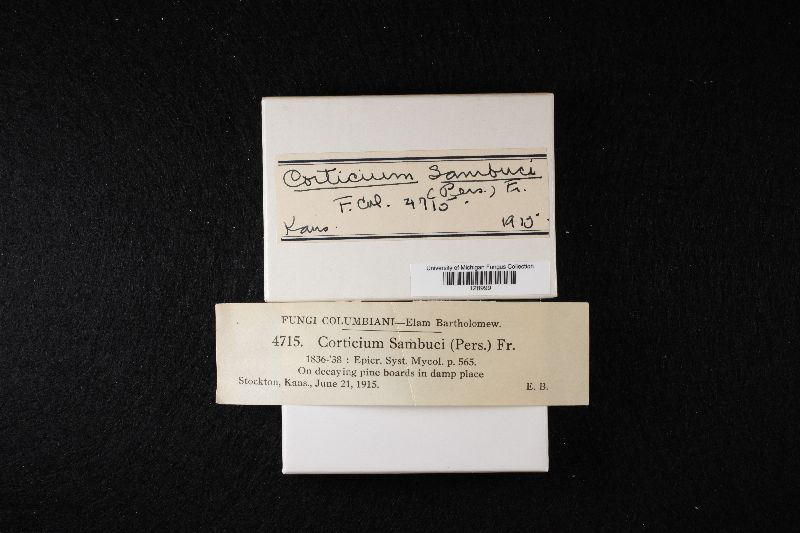 Corticium Sambuci
(Pers.) Fr.
F. Col. 4715.
Kans. 1915.
University of Michigan Fungus Collection
FUNGI COLUMBIANI—Elam Bartholomew.
4715. Corticium Sambuci (Pers.) Fr.
1836-'38 : Epicr. Syst. Mycol. p. 565.
On decaying pine boards in damp place
Stockton, Kans., June 21, 1915. E. B.